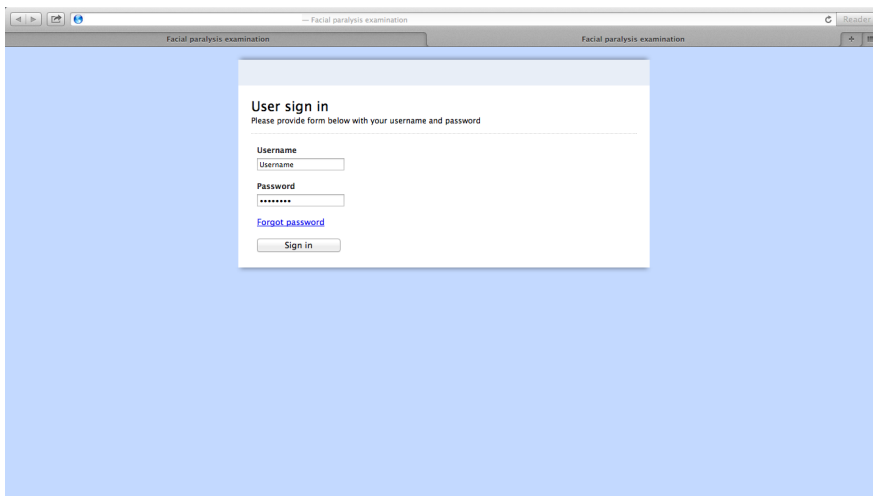 — Facial paralysis examination
Reader
Facial paralysis examination
Facial paralysis examination
+
User sign in
Please provide form below with your username and password
Username
Username
Password
••••••••
Forgot password
Sign in